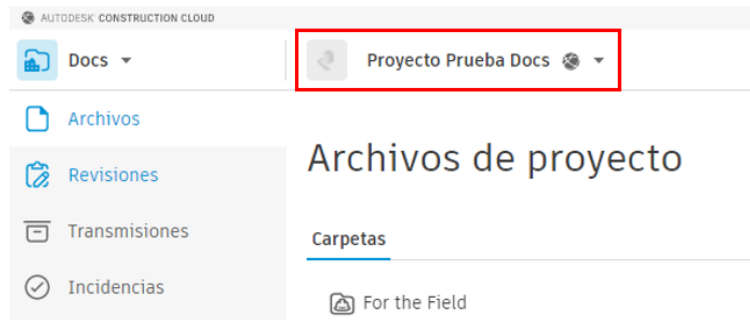 AUTODESK CONSTRUCTION CLOUD
Docs
Proyecto Prueba Docs
Archivos
Revisiones
Transmisiones
Incidencias
Archivos de proyecto
Carpetas
For the Field